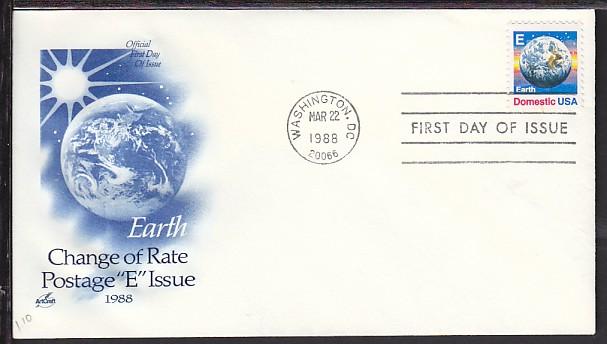 Official
First Day
Of Issue
Earth
Change of Rate
Postage "E" Issue
1988
Artcraft
110
WASHINGTON, DC
MAR 22
1988
20066
FIRST DAY OF ISSUE
E
Earth
Domestic USA